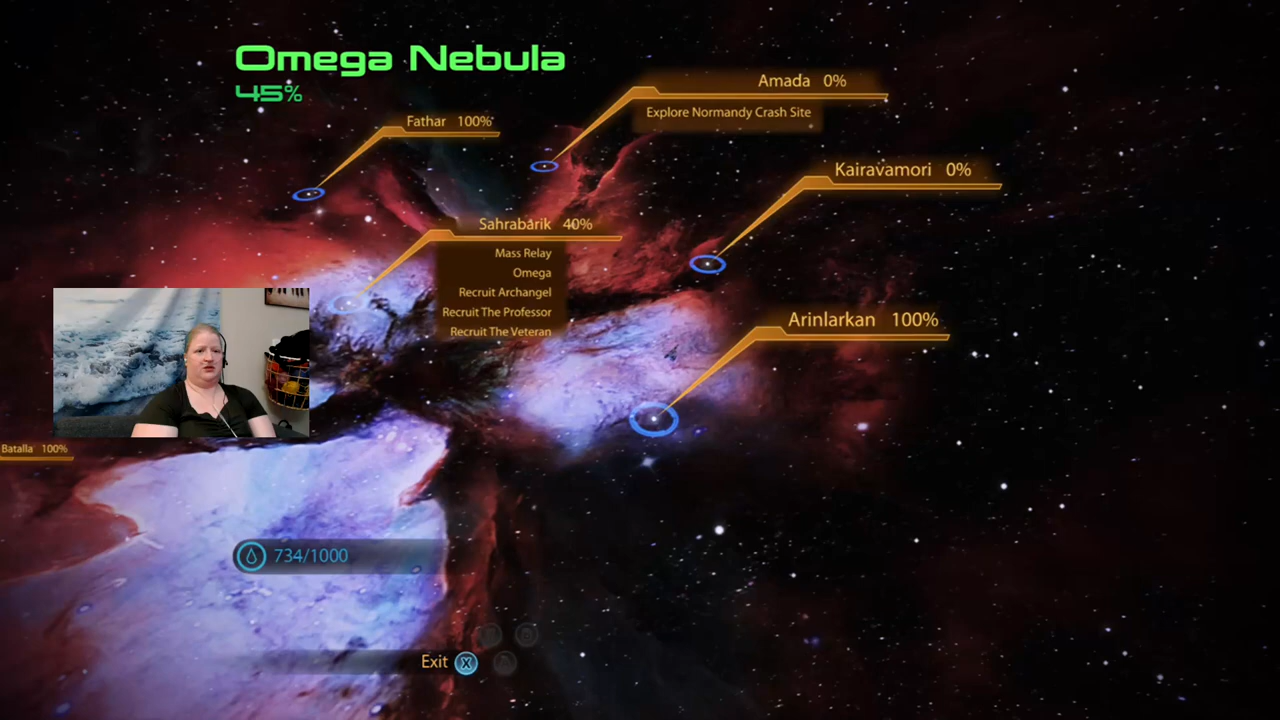 Omega Nebula
45%
Amada 0%
Explore Normandy Crash Site
Fathar 100%
Kairavamori 0%
Sahrabarik 40%
Mass Relay
Omega
Recruit Archangel
Recruit The Professor
Recruit The Veteran
Arinlarkan 100%
Batalla 100%
734/1000
Exit X